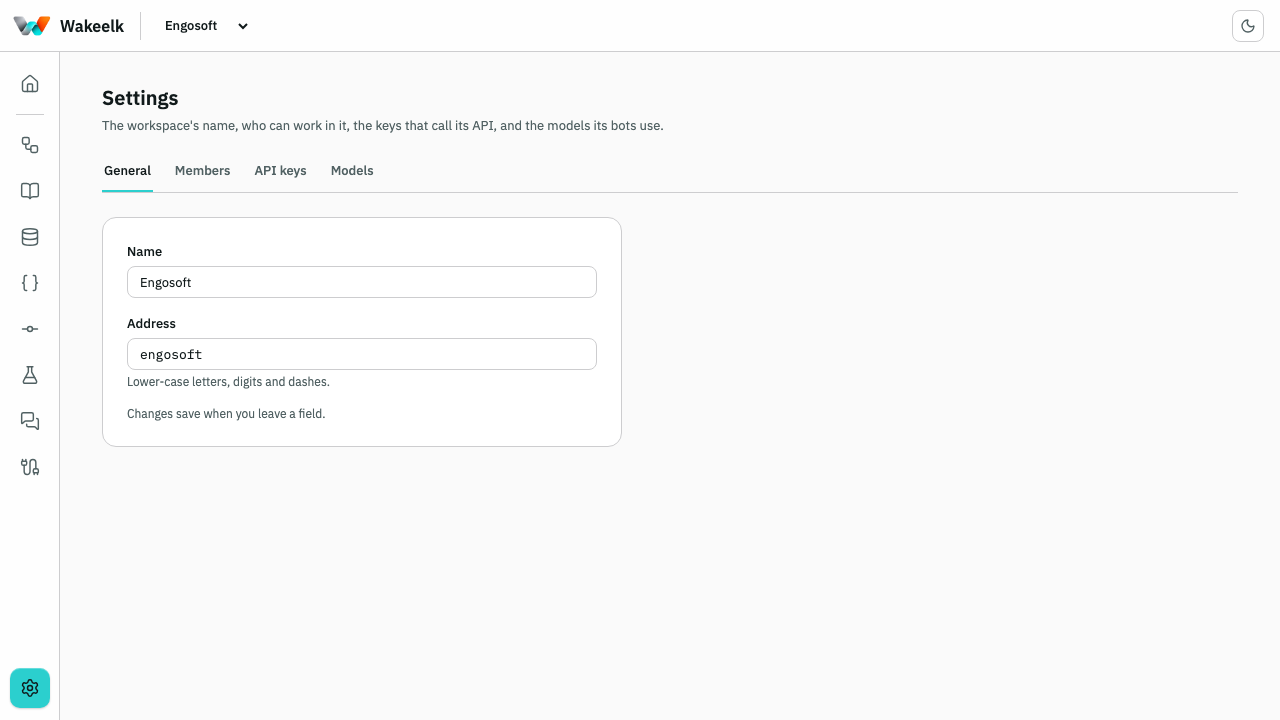 Wakeelk
Engosoft
Settings
The workspace's name, who can work in it, the keys that call its API, and the models its bots use.
General Members API keys Models
Name
Engosoft
Address
engosoft
Lower-case letters, digits and dashes.
Changes save when you leave a field.